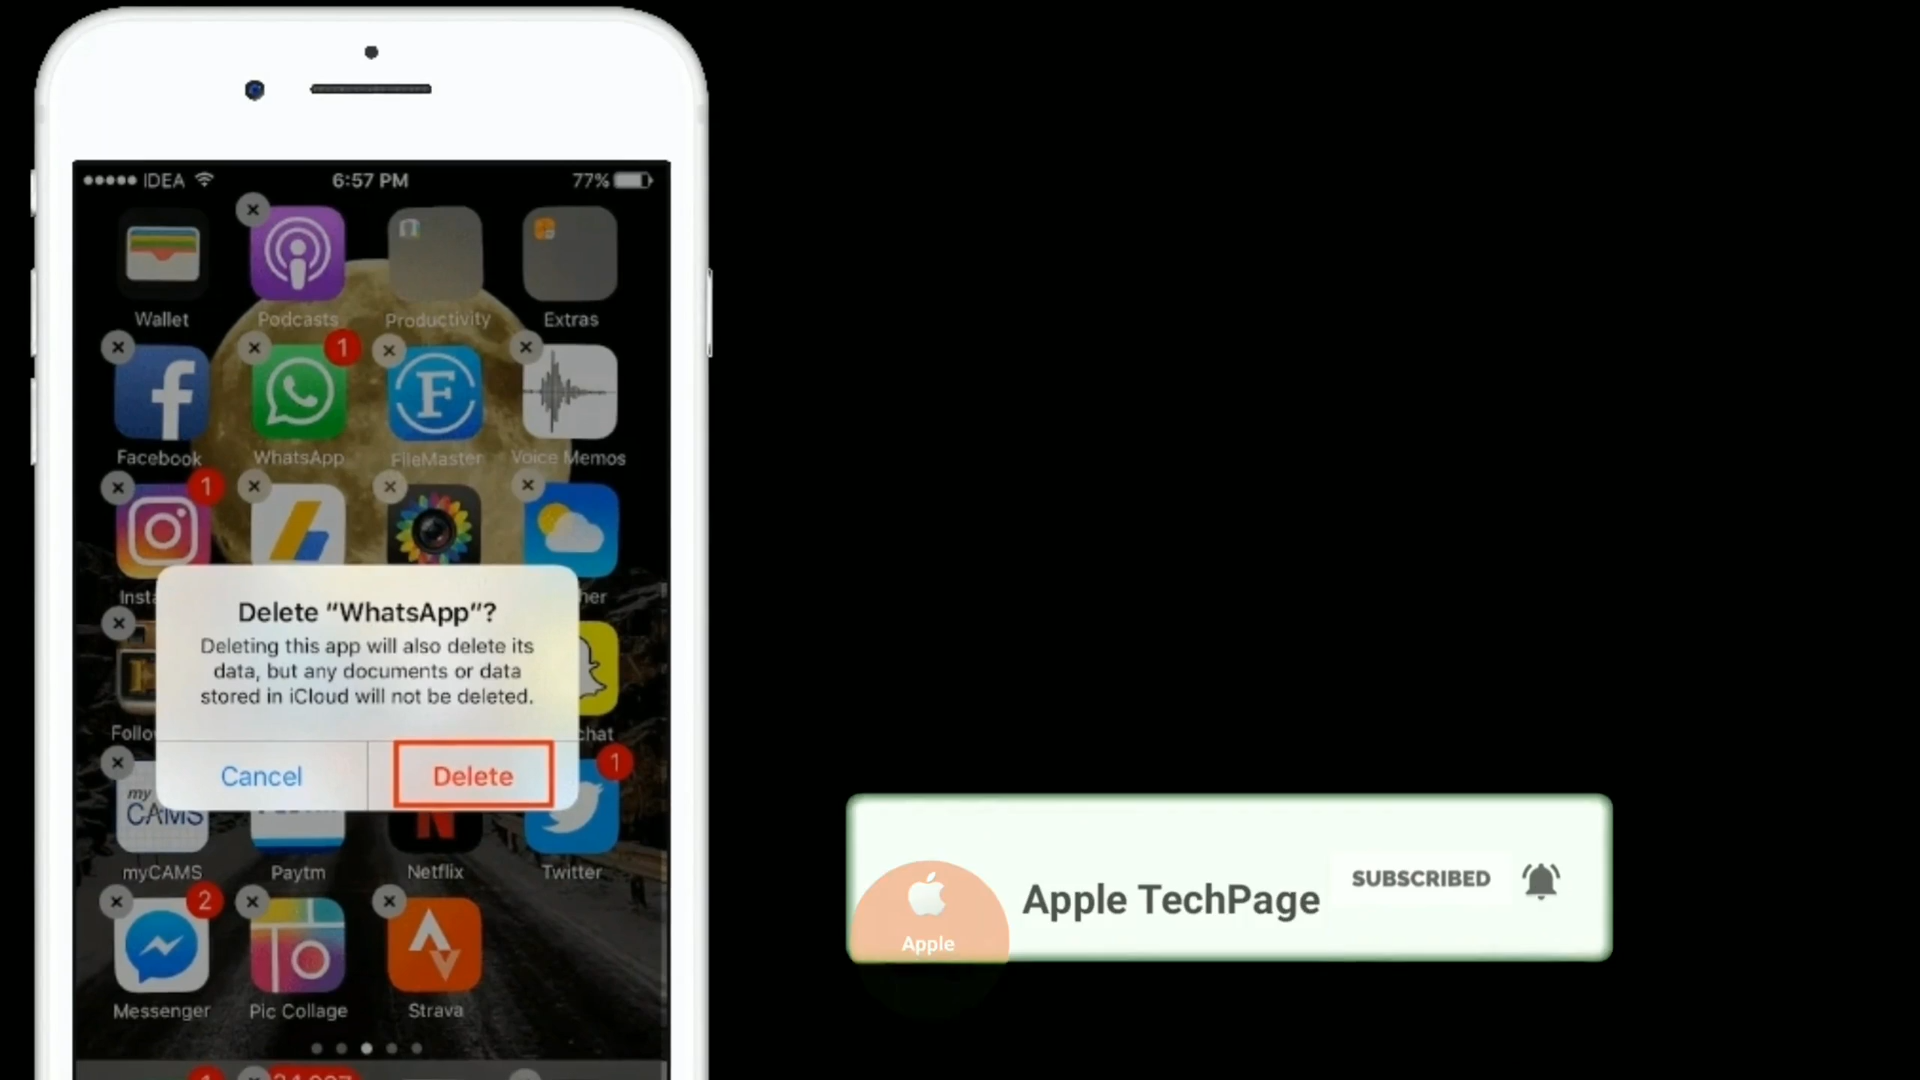 IDEA 6:57 PM 77%
Wallet Podcasts Productivity Extras
1
F
Facebook WhatsApp FileMaster Voice Memos
1
Delete “WhatsApp”?
Deleting this app will also delete its
data, but any documents or data
stored in iCloud will not be deleted.
Cancel Delete
1
my
CAMS
myCAMS Paytm Netflix Twitter
2
Messenger Pic Collage Strava
Apple
Apple TechPage
SUBSCRIBED